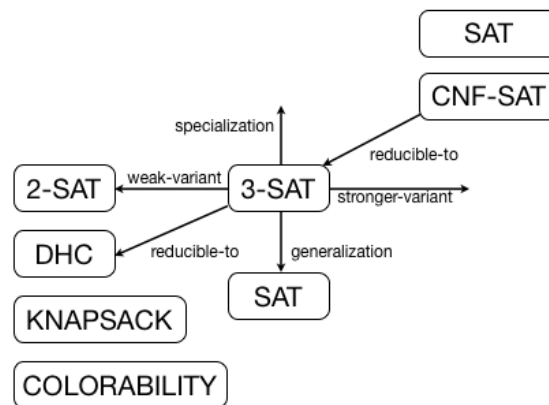 SAT
CNF-SAT
specialization
reducible-to
2-SAT
weak-variant
3-SAT
stronger-variant
DHC
reducible-to
generalization
SAT
KNAPSACK
COLORABILITY